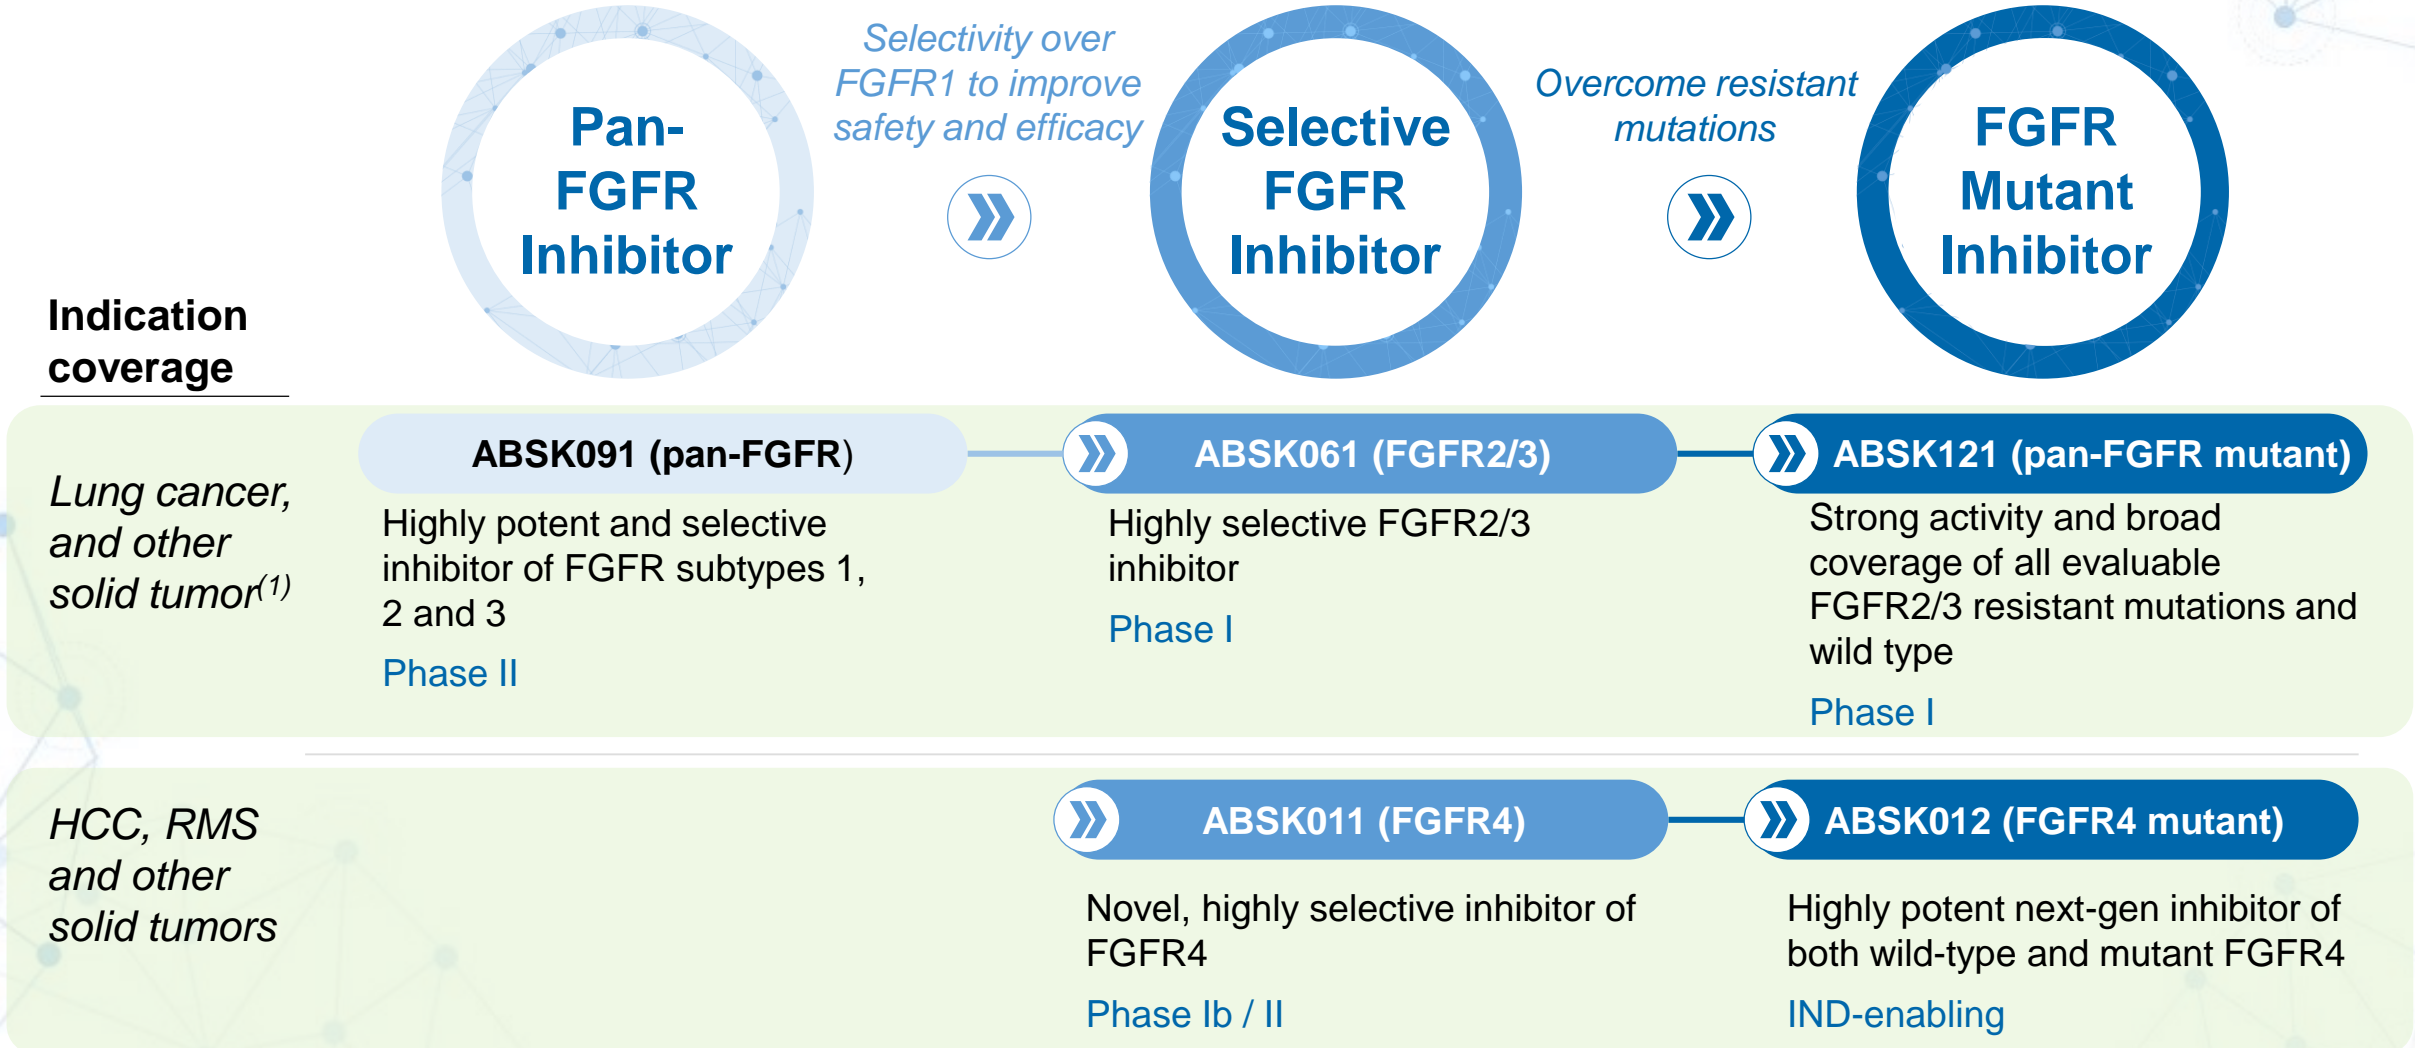 Pan-
FGFR
Inhibitor
Selectivity over
FGFR1 to improve
safety and efficacy
Selective
FGFR
Inhibitor
Overcome resistant
mutations
FGFR
Mutant
Inhibitor
Indication
coverage
Lung cancer,
and other
solid tumor(1)
ABSK091 (pan-FGFR)
Highly potent and selective
inhibitor of FGFR subtypes 1,
2 and 3
Phase II
ABSK061 (FGFR2/3)
Highly selective FGFR2/3
inhibitor
Phase I
ABSK121 (pan-FGFR mutant)
Strong activity and broad
coverage of all evaluable
FGFR2/3 resistant mutations and
wild type
Phase I
HCC, RMS
and other
solid tumors
ABSK011 (FGFR4)
Novel, highly selective inhibitor of
FGFR4
Phase Ib / II
ABSK012 (FGFR4 mutant)
Highly potent next-gen inhibitor of
both wild-type and mutant FGFR4
IND-enabling